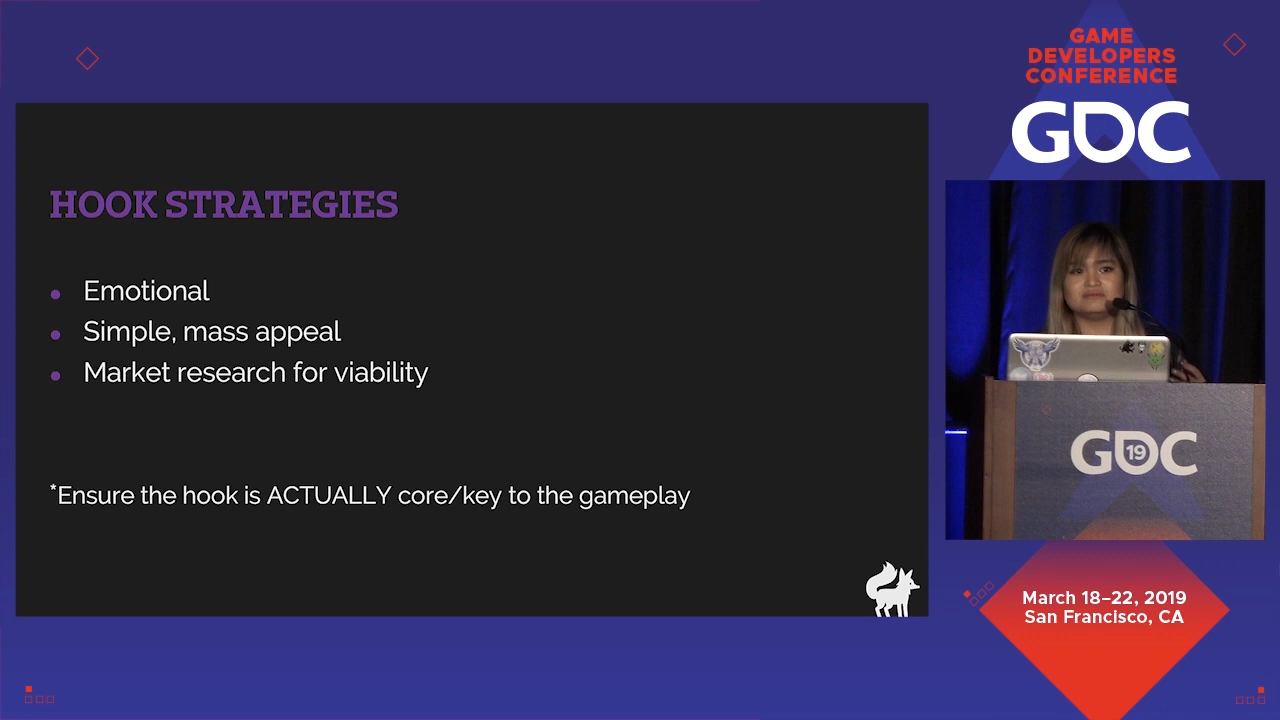 GAME
DEVELOPERS
CONFERENCE
GDC
HOOK STRATEGIES
• Emotional
• Simple, mass appeal
• Market research for viability
*Ensure the hook is ACTUALLY core/key to the gameplay
GDC
19
March 18–22, 2019
San Francisco, CA